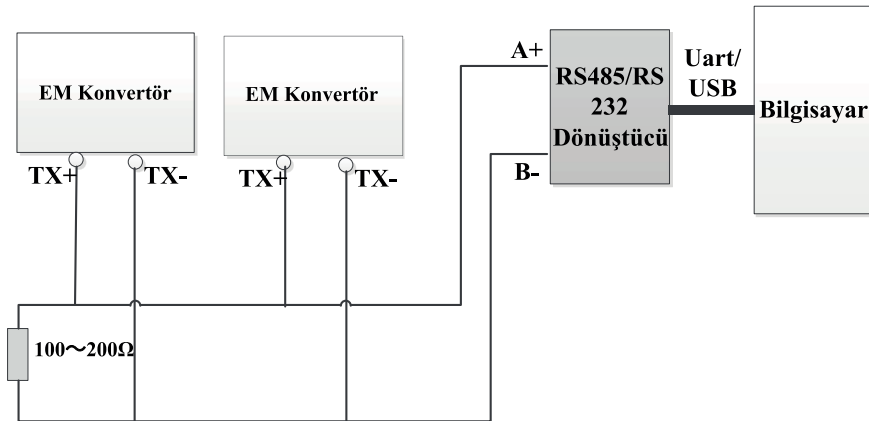 EM Konvertör
TX+
TX-
EM Konvertör
TX+
TX-
A+
B-
RS485/RS
232
Dönüştücü
Uart/
USB
Bilgisayar
100～200Ω